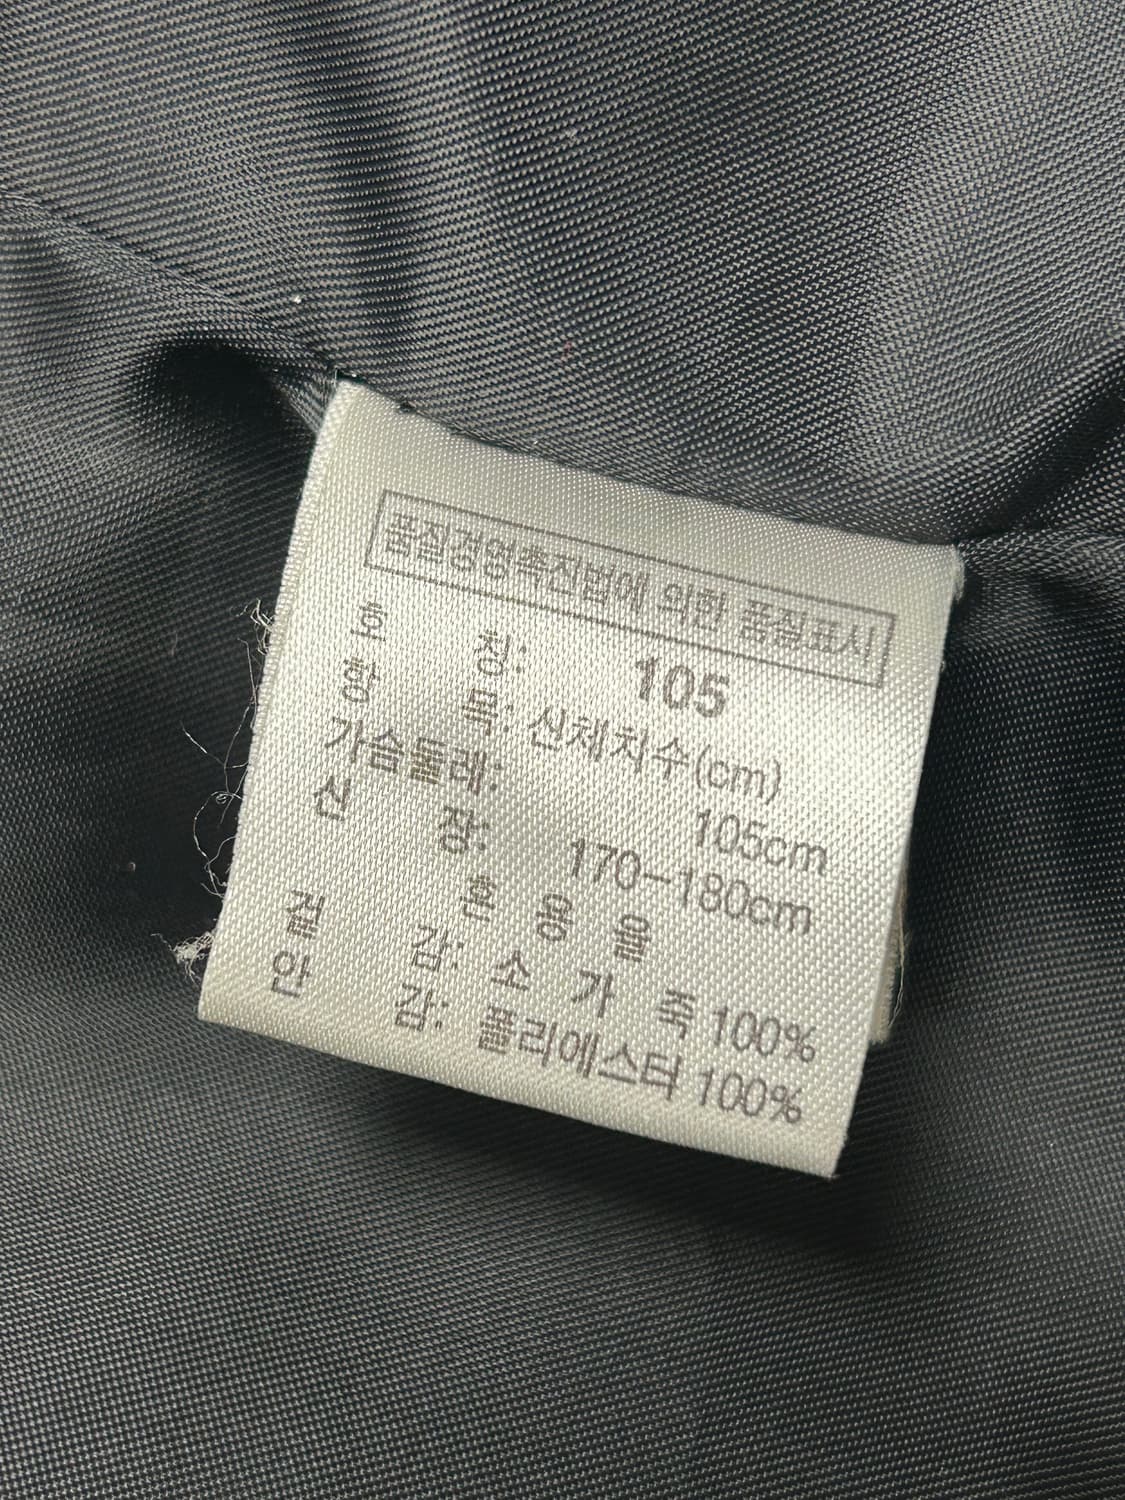 품질경영촉진법에 의한 품질표시
호 칭: 105
항 목: 신체치수(cm)
가슴둘레: 105cm
신 장: 170-180cm
혼 용 율
겉 감: 소 가 죽 100%
안 감: 폴리에스터 100%